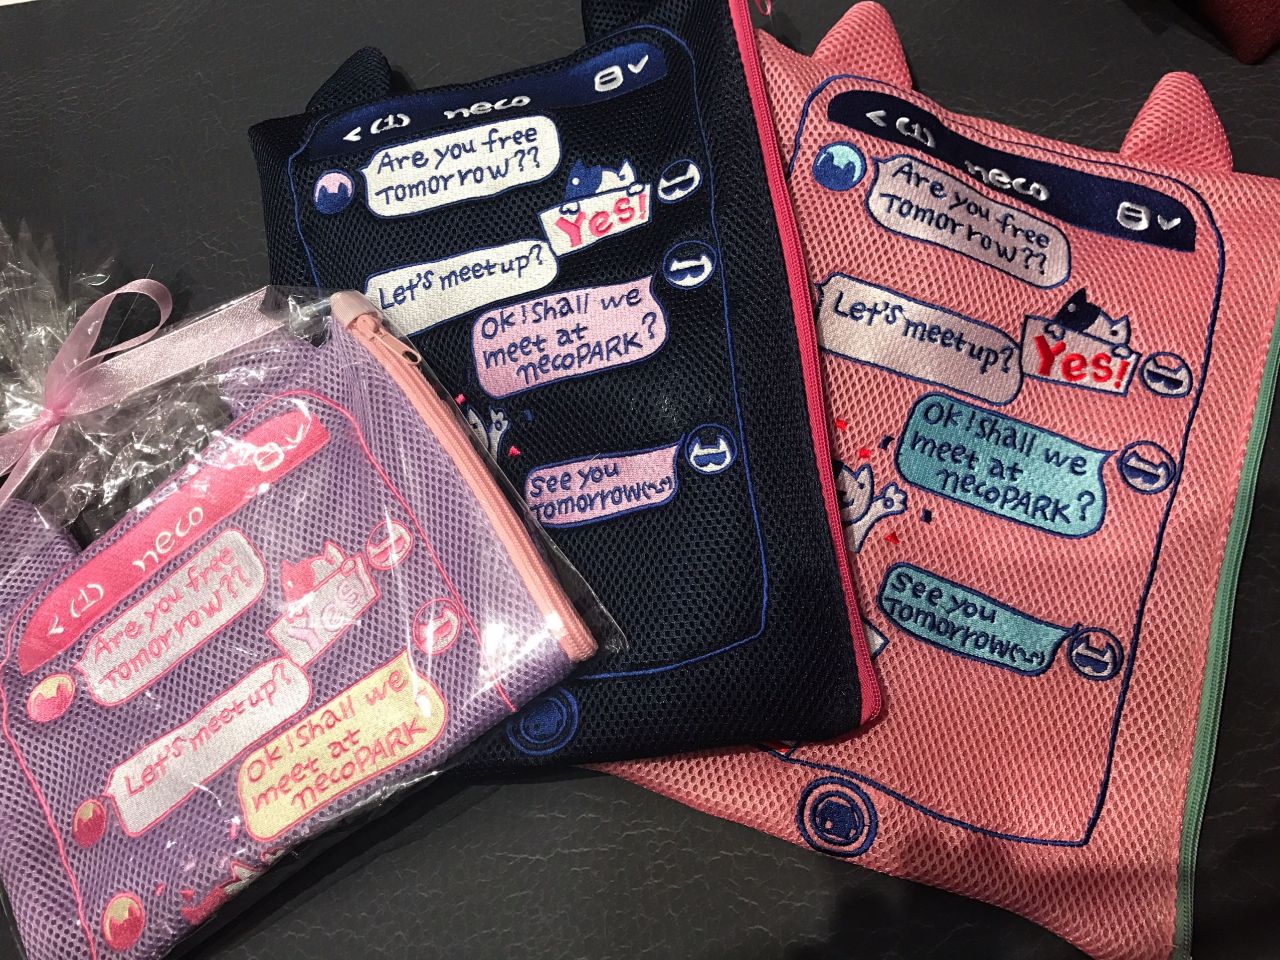 < (1) neco
Are you free
Tomorrow??
Yes!
Let's meet up?
Ok! Shall we
meet at
necoPARK?
See you
Tomorrow
< (1) neco
Are you free
Tomorrow??
Yes!
Let's meet up?
Ok! Shall we
meet at
necoPARK?
See you
Tomorrow
< (1) neco
Are you free
Tomorrow??
Yes
Let's meet up?
Ok! Shall we
meet at
necoPARK